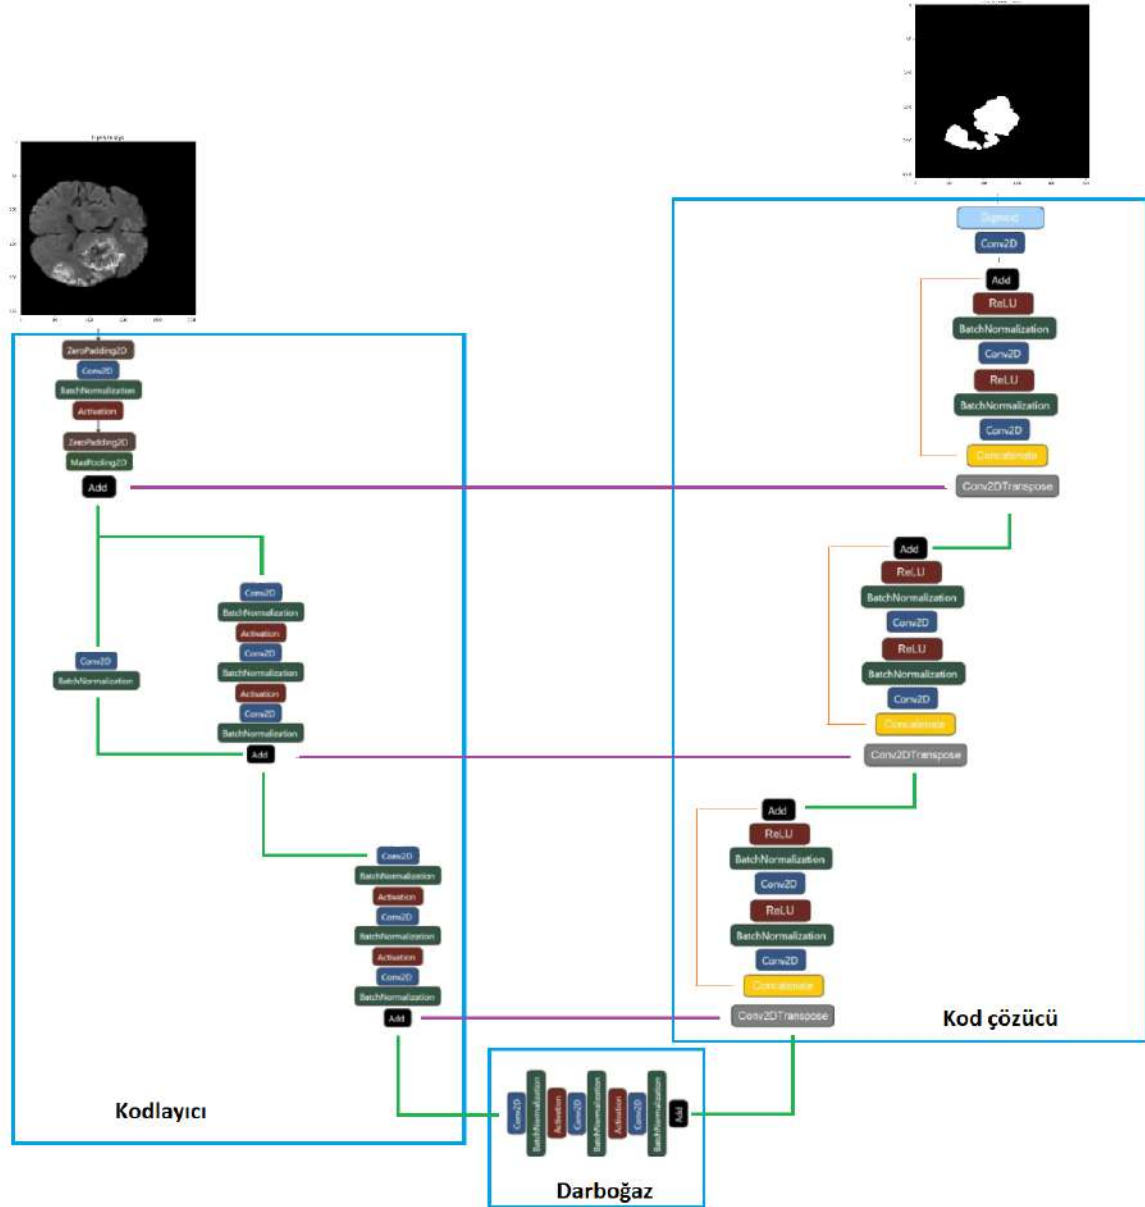 ZeroPadding2D
Conv2D
BatchNormalization
Activation
ZeroPadding2D
MaxPooling2D
Add
Conv2D
BatchNormalization
Conv2D
BatchNormalization
Activation
Conv2D
BatchNormalization
Activation
Conv2D
BatchNormalization
Add
Conv2D
BatchNormalization
Activation
Conv2D
BatchNormalization
Activation
Conv2D
BatchNormalization
Add
Kodlayıcı
Conv2D
BatchNormalization
Activation
Conv2D
BatchNormalization
Activation
Conv2D
BatchNormalization
Add
Darboğaz
Sigmoid
Conv2D
Add
ReLU
BatchNormalization
Conv2D
ReLU
BatchNormalization
Conv2D
Concatenate
Conv2DTranspose
Add
ReLU
BatchNormalization
Conv2D
ReLU
BatchNormalization
Conv2D
Concatenate
Conv2DTranspose
Add
ReLU
BatchNormalization
Conv2D
ReLU
BatchNormalization
Conv2D
Concatenate
Conv2DTranspose
Kod çözücü